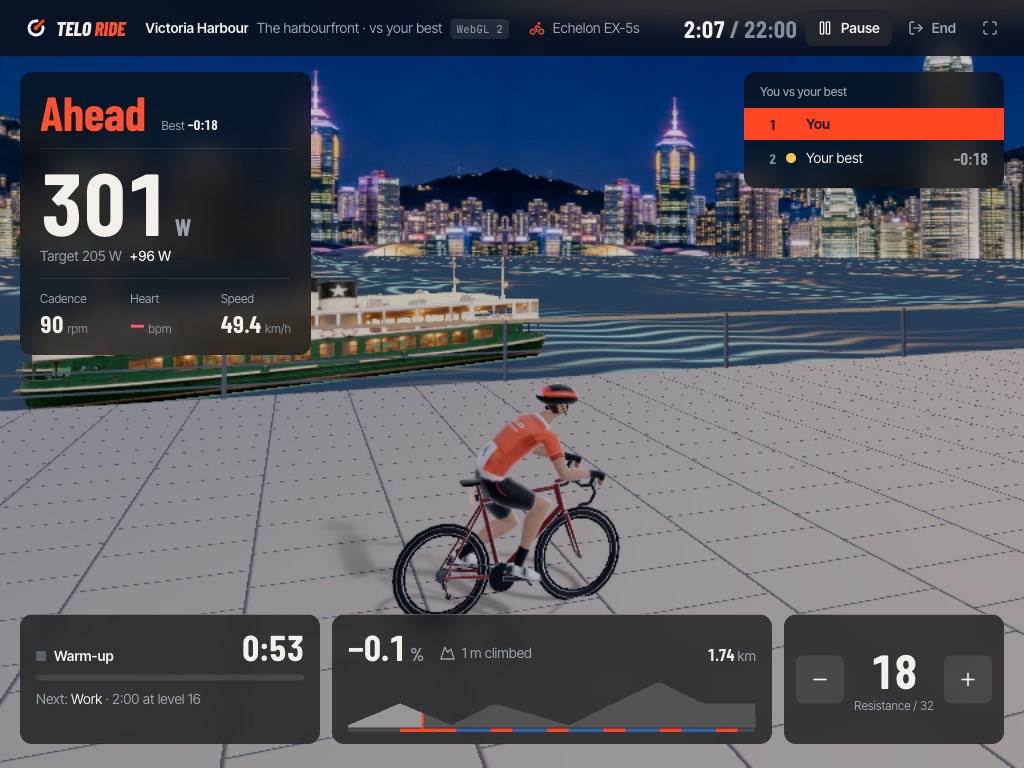 TELO RIDE Victoria Harbour The harbourfront · vs your best WebGL 2 Echelon EX-5s 2:07 / 22:00 Pause End
Ahead Best −0:18
301 W
Target 205 W +96 W
Cadence Heart Speed
90 rpm – bpm 49.4 km/h
You vs your best
1 You
2 Your best −0:18
Warm-up 0:53
Next: Work · 2:00 at level 16
−0.1 % 1 m climbed 1.74 km
− 18 +
Resistance / 32